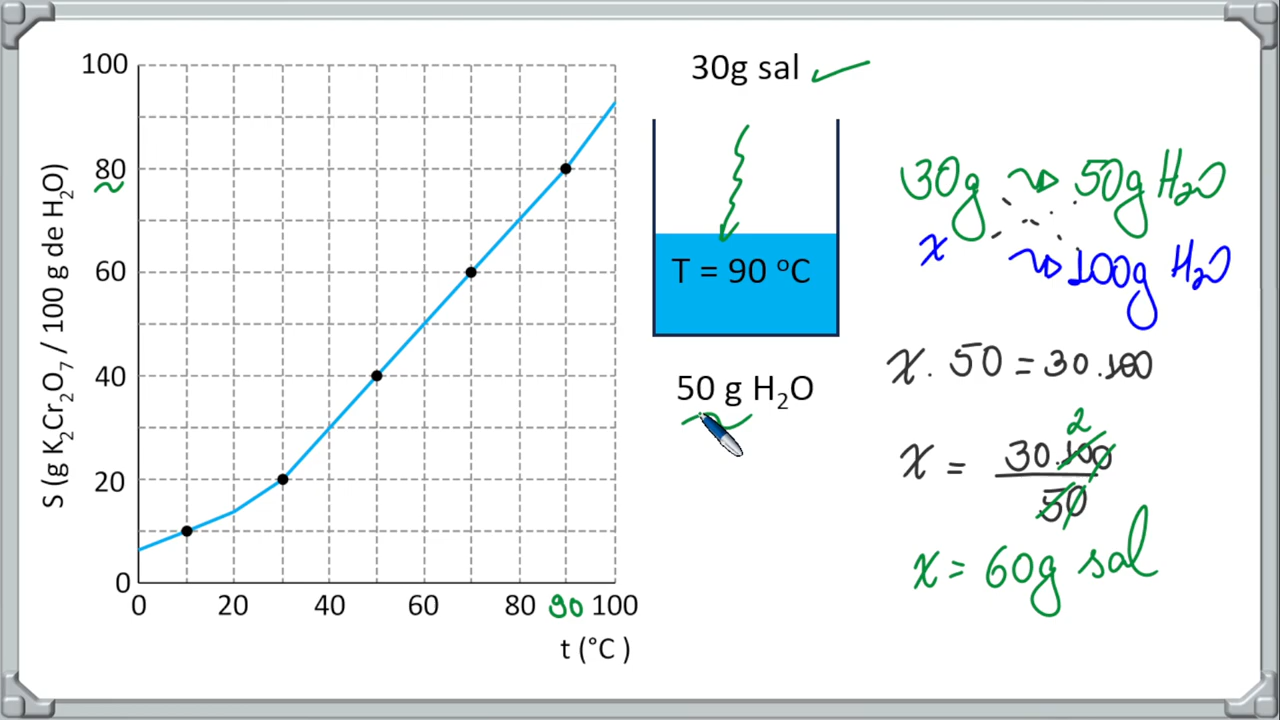 S (g K₂Cr₂O₇ / 100 g de H₂O)
100
80
60
40
20
0
0 20 40 60 80 90 100
t (°C )
30g sal
T = 90 °C
50 g H₂O
30g 50g H₂O
x 100g H₂O
x . 50 = 30 . 100
2
x = 30 . 100
50
x = 60g sal